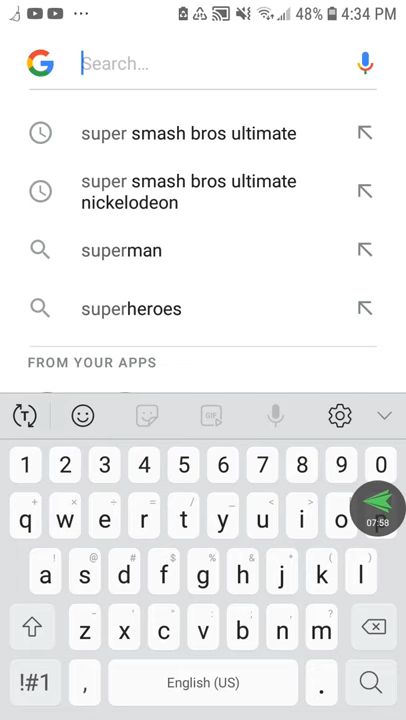 48% 4:34 PM
Search...
super smash bros ultimate
super smash bros ultimate
nickelodeon
superman
superheroes
FROM YOUR APPS
T GIF
1 2 3 4 5 6 7 8 9 0
+ × ÷ = / _ < > [
q w e r t y u i o p
07:58
! @ # $ % ^ & * (
a s d f g h j k l
- ' " : ; , ?
z x c v b n m
!#1 , English (US) .